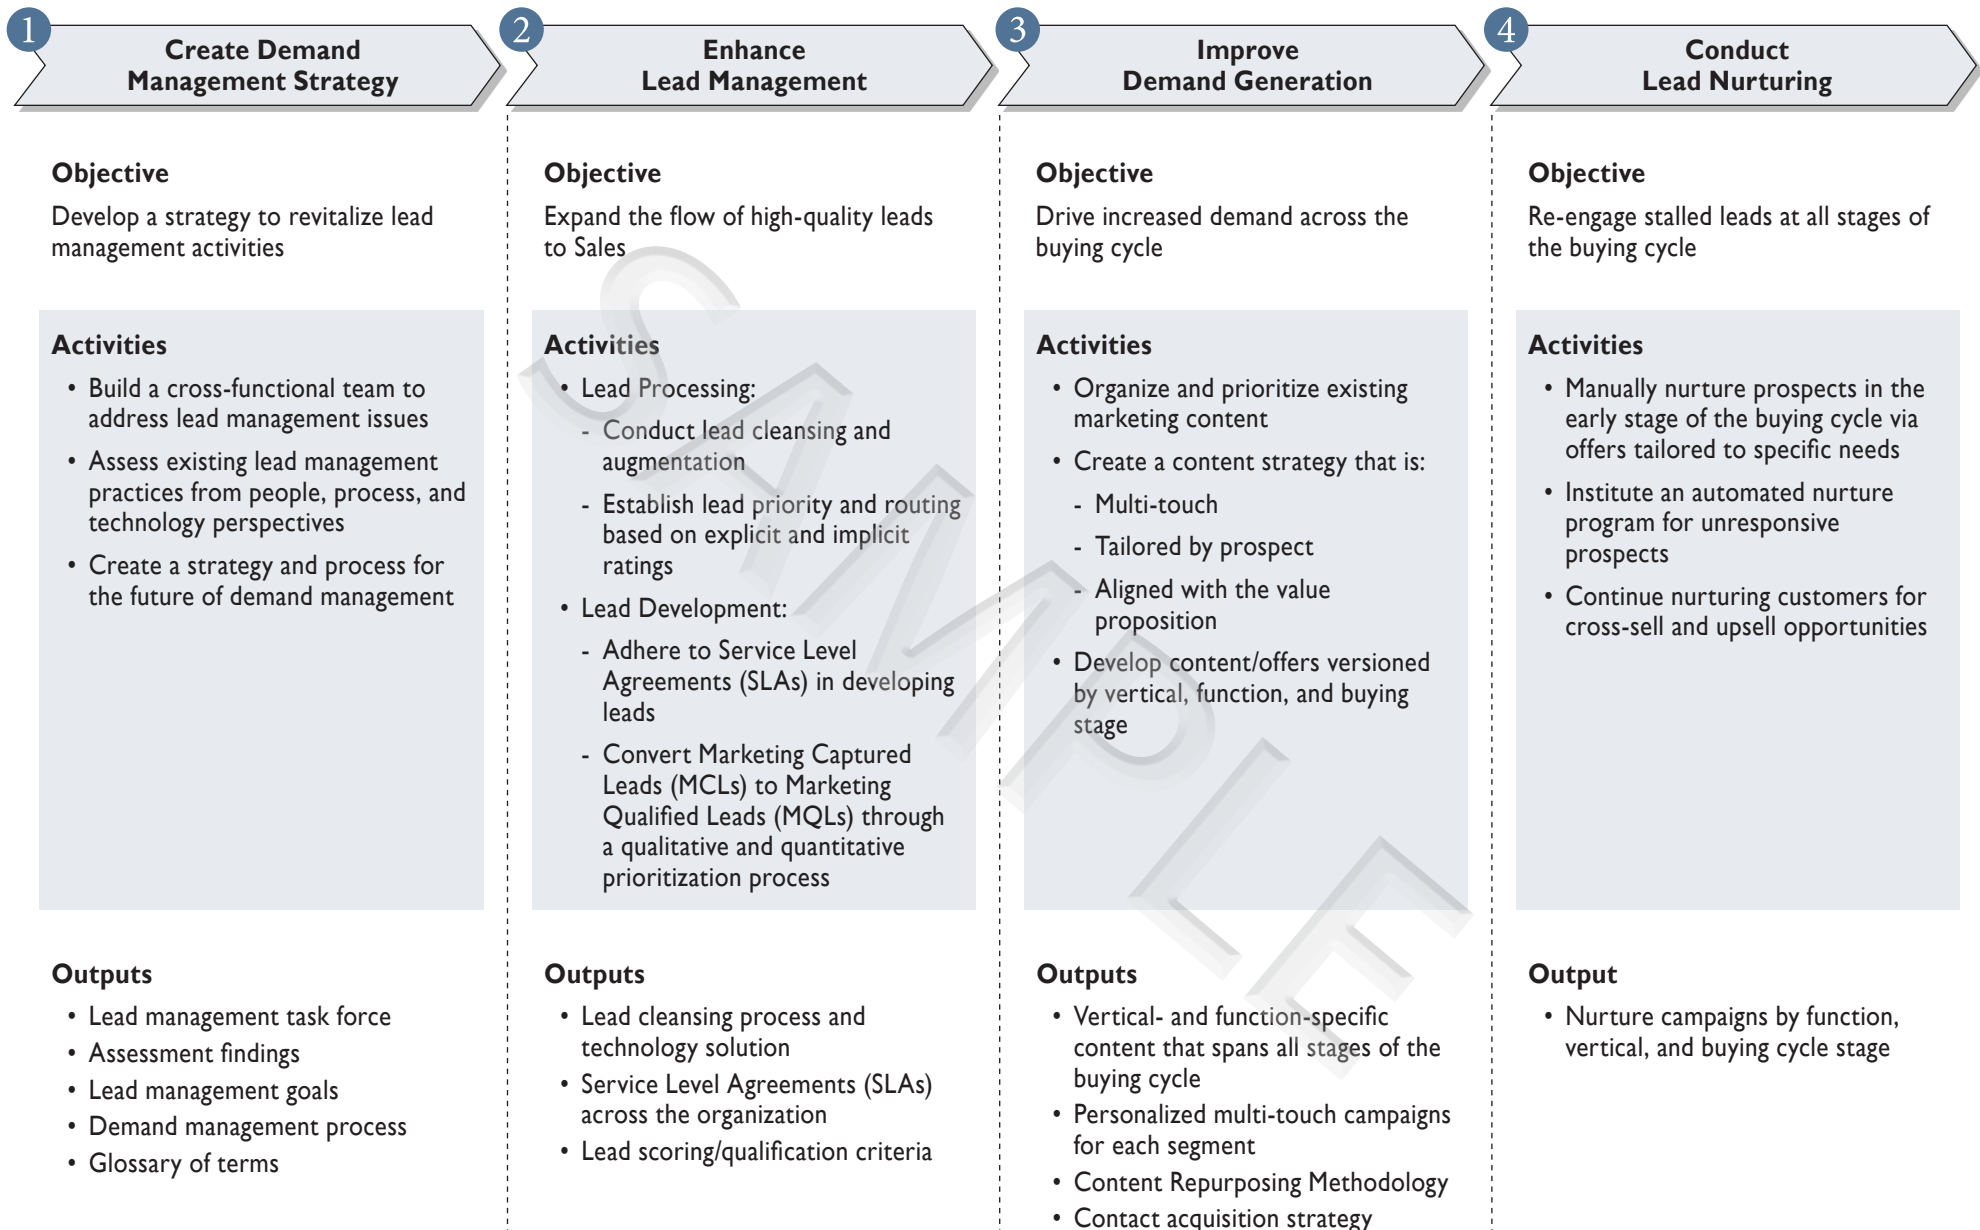 1
Create Demand
Management Strategy
Objective
Develop a strategy to revitalize lead
management activities
Activities
• Build a cross-functional team to
address lead management issues
• Assess existing lead management
practices from people, process, and
technology perspectives
• Create a strategy and process for
the future of demand management
Outputs
• Lead management task force
• Assessment findings
• Lead management goals
• Demand management process
• Glossary of terms
2
Enhance
Lead Management
Objective
Expand the flow of high-quality leads
to Sales
Activities
• Lead Processing:
- Conduct lead cleansing and
augmentation
- Establish lead priority and routing
based on explicit and implicit
ratings
• Lead Development:
- Adhere to Service Level
Agreements (SLAs) in developing
leads
- Convert Marketing Captured
Leads (MCLs) to Marketing
Qualified Leads (MQLs) through
a qualitative and quantitative
prioritization process
Outputs
• Lead cleansing process and
technology solution
• Service Level Agreements (SLAs)
across the organization
• Lead scoring/qualification criteria
3
Improve
Demand Generation
Objective
Drive increased demand across the
buying cycle
Activities
• Organize and prioritize existing
marketing content
• Create a content strategy that is:
- Multi-touch
- Tailored by prospect
- Aligned with the value
proposition
• Develop content/offers versioned
by vertical, function, and buying
stage
Outputs
• Vertical- and function-specific
content that spans all stages of the
buying cycle
• Personalized multi-touch campaigns
for each segment
• Content Repurposing Methodology
• Contact acquisition strategy
4
Conduct
Lead Nurturing
Objective
Re-engage stalled leads at all stages of
the buying cycle
Activities
• Manually nurture prospects in the
early stage of the buying cycle via
offers tailored to specific needs
• Institute an automated nurture
program for unresponsive
prospects
• Continue nurturing customers for
cross-sell and upsell opportunities
Output
• Nurture campaigns by function,
vertical, and buying cycle stage
SAMPLE